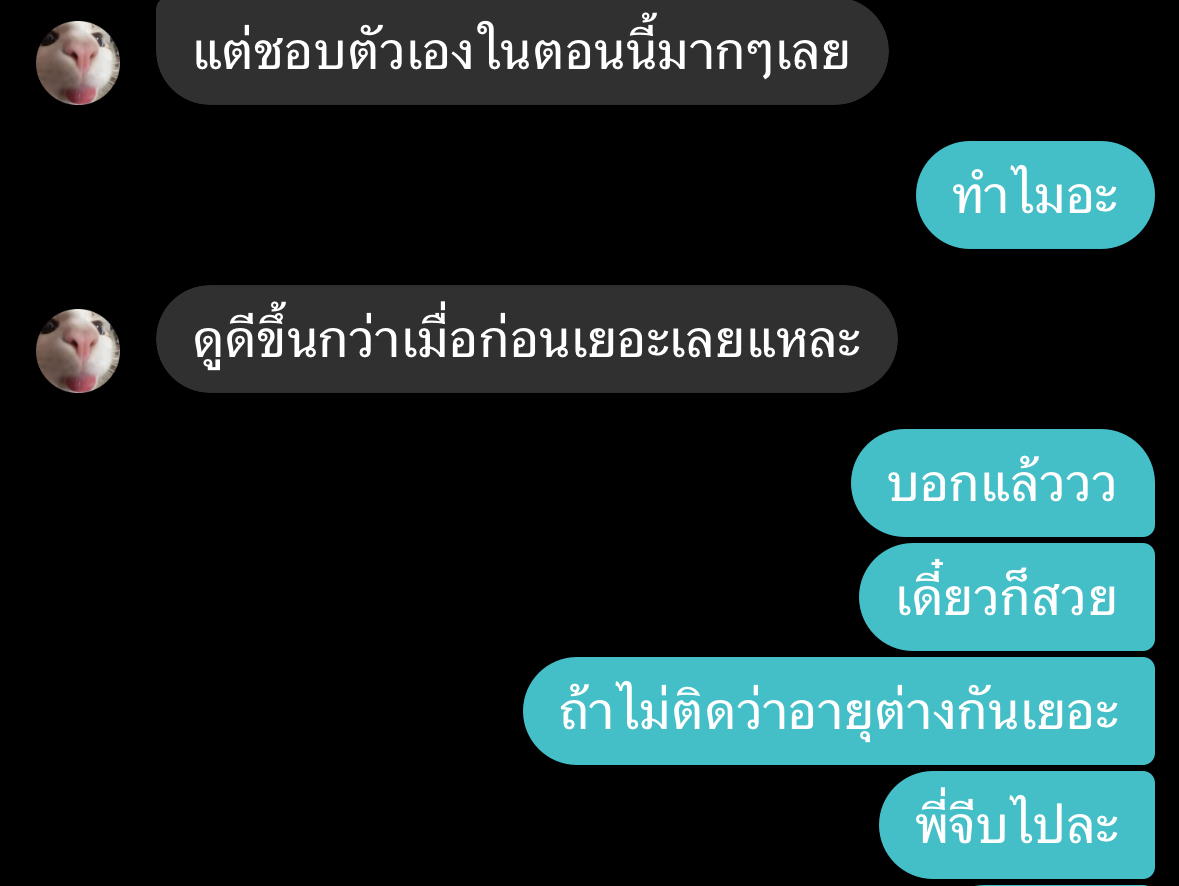 แต่ชอบตัวเองในตอนนี้มากๆเลย
ทำไมอะ
ดูดีขึ้นกว่าเมื่อก่อนเยอะเลยแหละ
บอกแล้ววว
เดี๋ยวก็สวย
ถ้าไม่ติดว่าอายุต่างกันเยอะ
พี่จีบไปละ